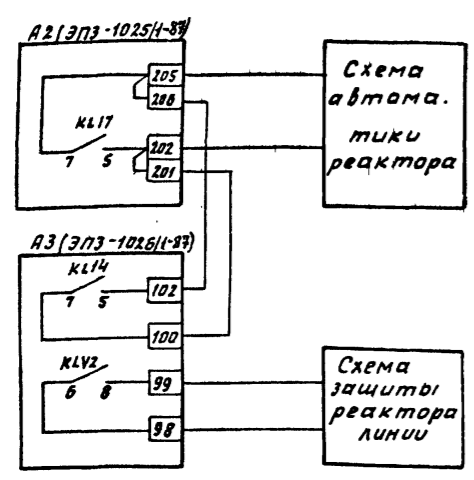 А2 (ЭПЗ-1025/1-87)
205
206
KL17
7 5
202
201
Схема
автома.
тики
реактора
А3 (ЭПЗ-1026/1-87)
KL14
7 5
102
100
KLV2
6 8
99
98
Схема
защиты
реактора
линии